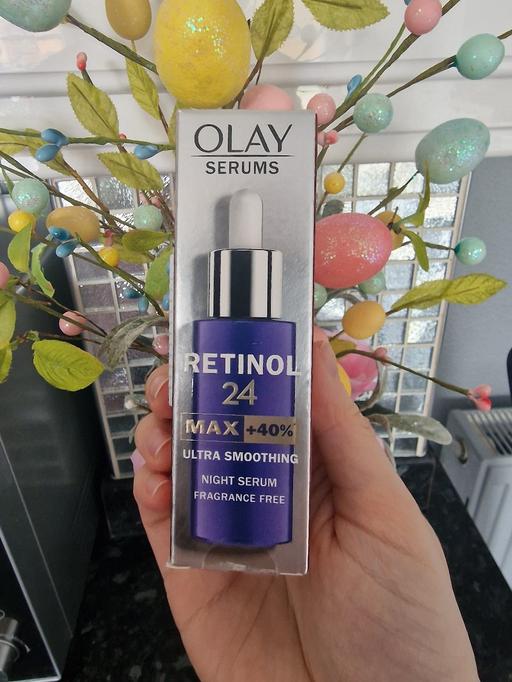 OLAY
SERUMS
RETINOL
24
MAX +40%
ULTRA SMOOTHING
NIGHT SERUM
FRAGRANCE FREE